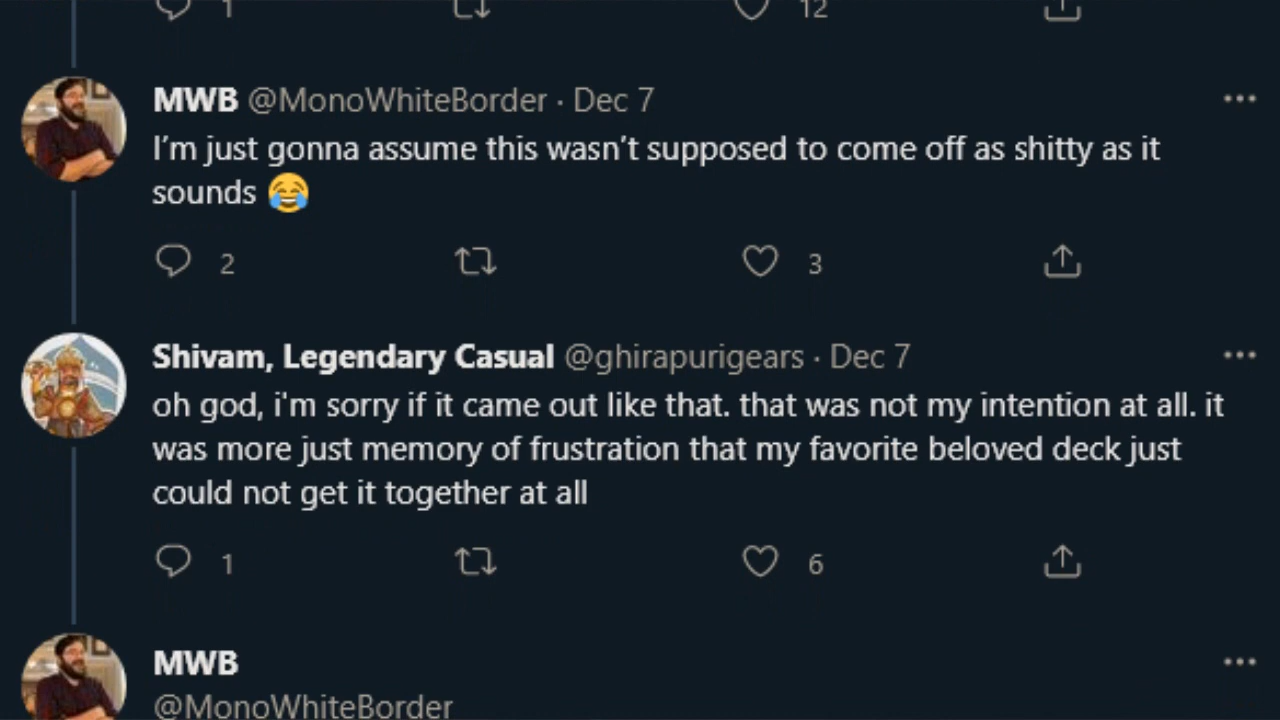 1 12
MWB @MonoWhiteBorder · Dec 7
I’m just gonna assume this wasn’t supposed to come off as shitty as it
sounds 😂
2 3
Shivam, Legendary Casual @ghirapurigears · Dec 7
oh god, i'm sorry if it came out like that. that was not my intention at all. it
was more just memory of frustration that my favorite beloved deck just
could not get it together at all
1 6
MWB
@MonoWhiteBorder